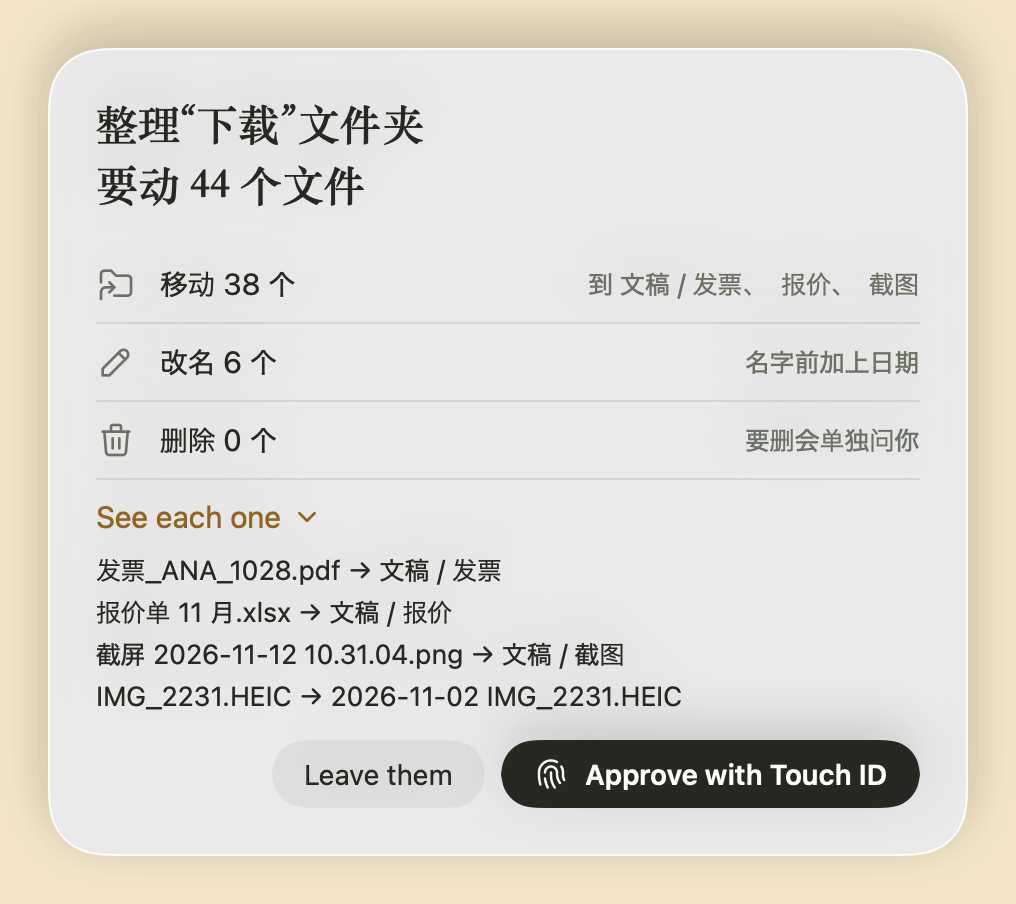 整理“下载”文件夹
要动 44 个文件
移动 38 个 到 文稿 / 发票、 报价、 截图
改名 6 个 名字前加上日期
删除 0 个 要删会单独问你
See each one
发票_ANA_1028.pdf → 文稿 / 发票
报价单 11 月.xlsx → 文稿 / 报价
截屏 2026-11-12 10.31.04.png → 文稿 / 截图
IMG_2231.HEIC → 2026-11-02 IMG_2231.HEIC
Leave them Approve with Touch ID